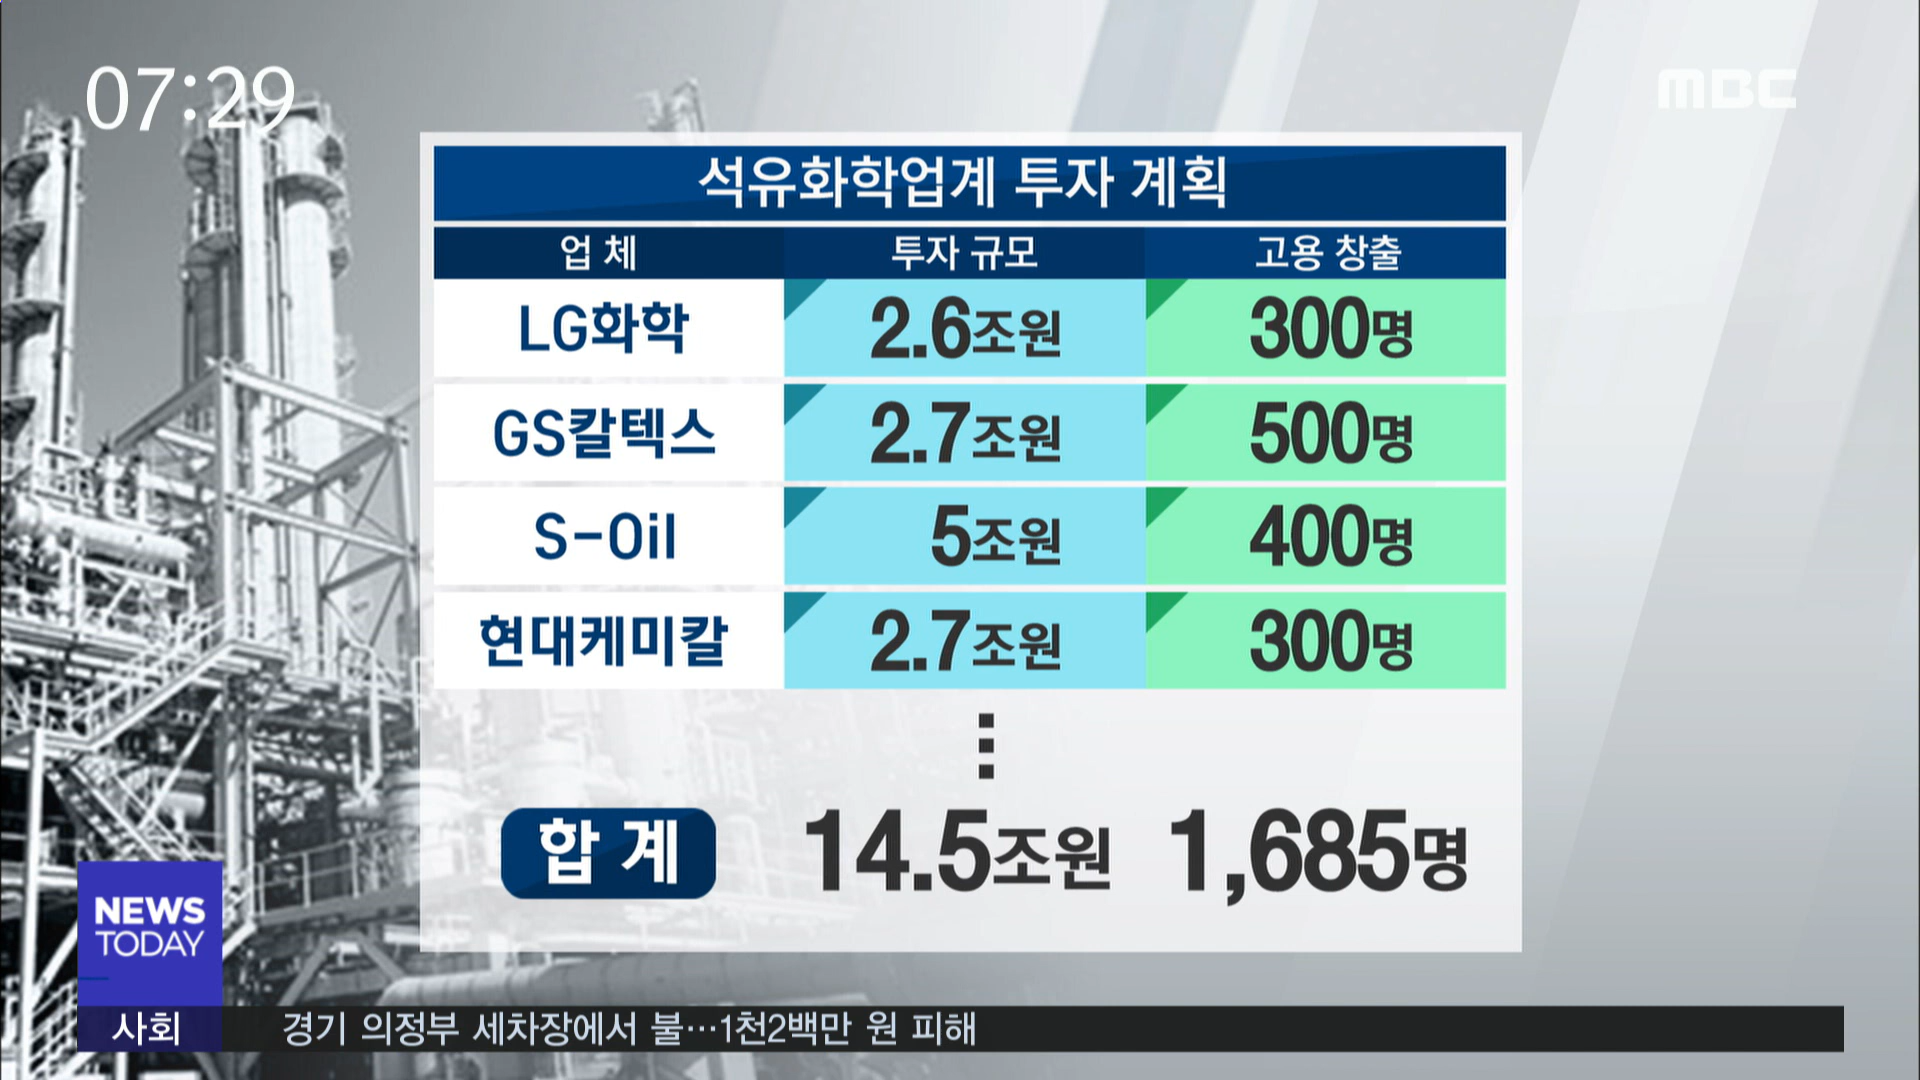 07:29
MBC
석유화학업계 투자 계획
업 체 투자 규모 고용 창출
LG화학 2.6조원 300명
GS칼텍스 2.7조원 500명
S-Oil 5조원 400명
현대케미칼 2.7조원 300명
⋮
합 계 14.5조원 1,685명
NEWS
TODAY
사회 경기 의정부 세차장에서 불…1천2백만 원 피해